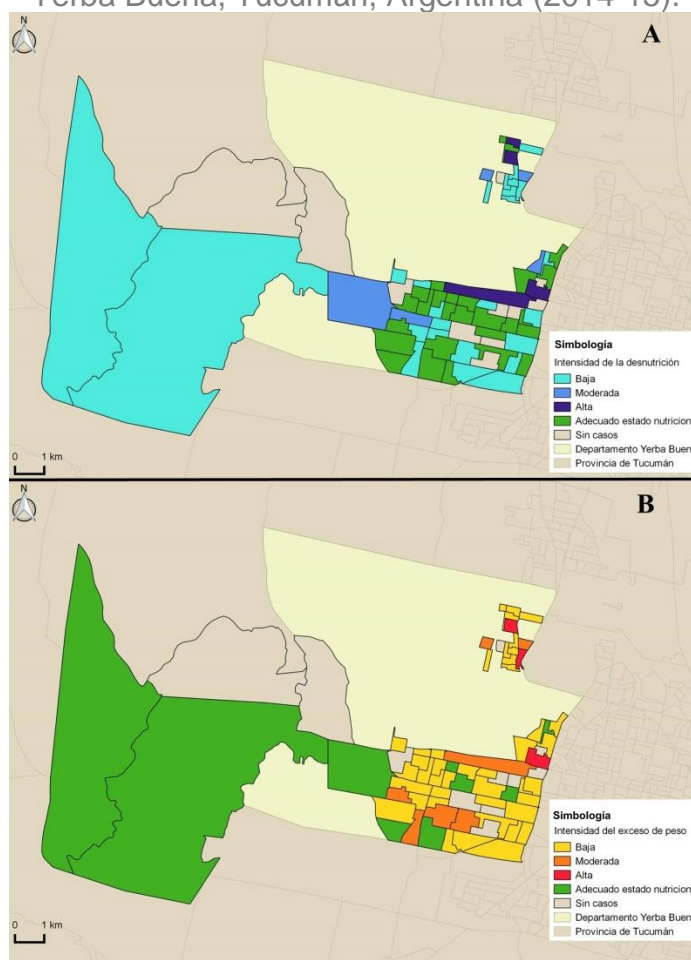 Yerba Buena, Tucumán, Argentina (2014-15).
N
A
Simbología
Intensidad de la desnutrición
Baja
Moderada
Alta
Adecuado estado nutricion
Sin casos
Departamento Yerba Buen
Provincia de Tucumán
0 1 km
N
B
Simbología
Intensidad del exceso de peso
Baja
Moderada
Alta
Adecuado estado nutricion
Sin casos
Departamento Yerba Buen
Provincia de Tucumán
0 1 km